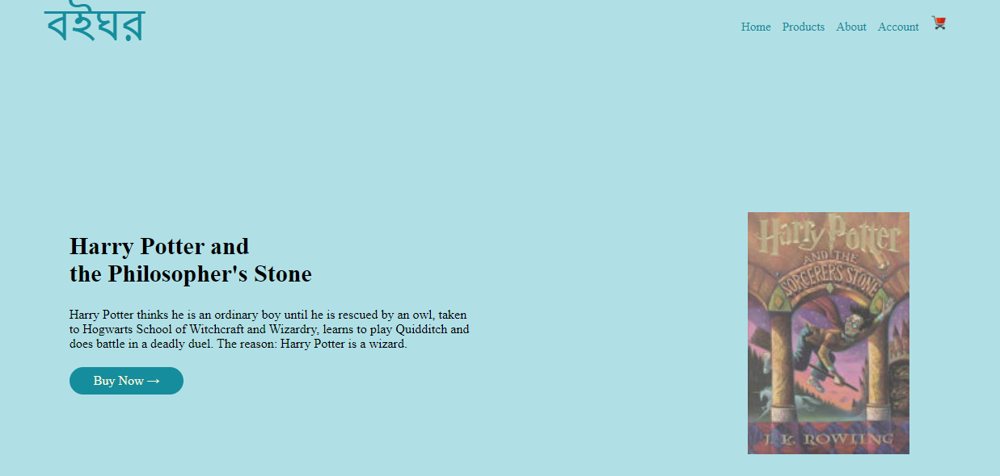 বইঘর
Home Products About Account
Harry Potter and
the Philosopher's Stone
Harry Potter thinks he is an ordinary boy until he is rescued by an owl, taken
to Hogwarts School of Witchcraft and Wizardry, learns to play Quidditch and
does battle in a deadly duel. The reason: Harry Potter is a wizard.
Buy Now →
Harry Potter
AND THE
SORCERERS STONE
J. K. ROWLING